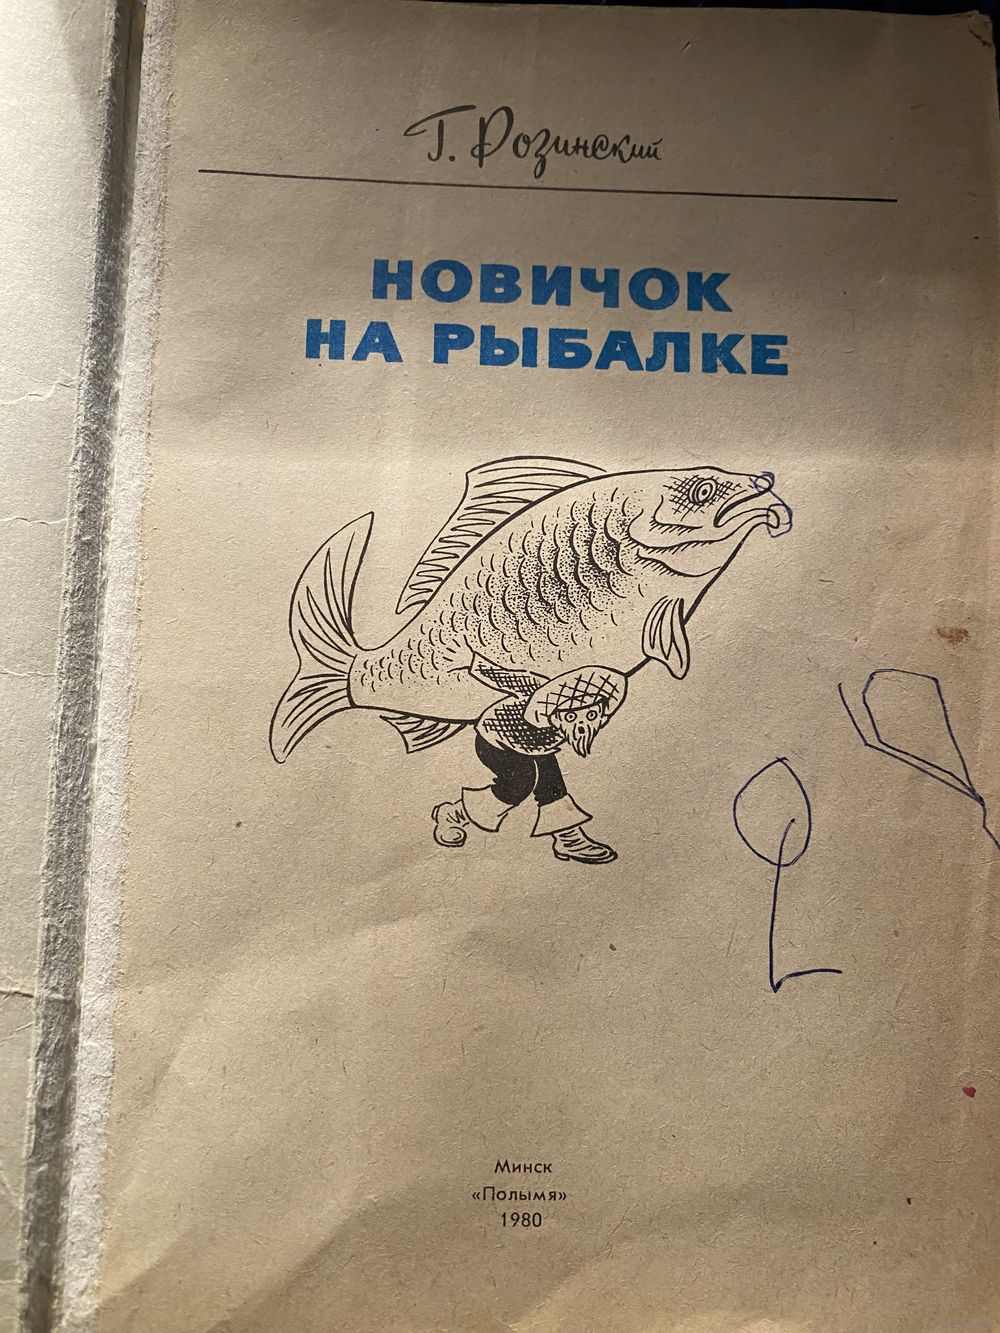 Г. Розинский
НОВИЧОК
НА РЫБАЛКЕ
Минск
«Полымя»
1980